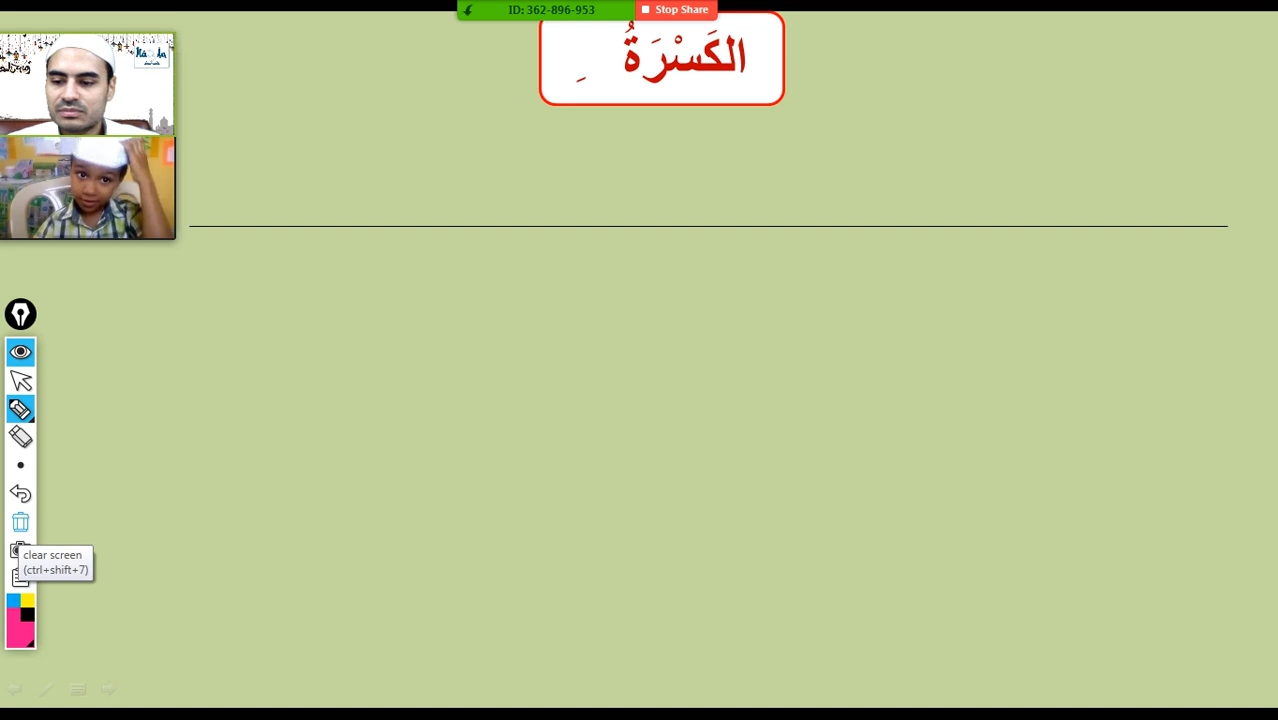 ID: 362-896-953
Stop Share
الكَسْرَةُ ـِ
clear screen
(ctrl+shift+7)